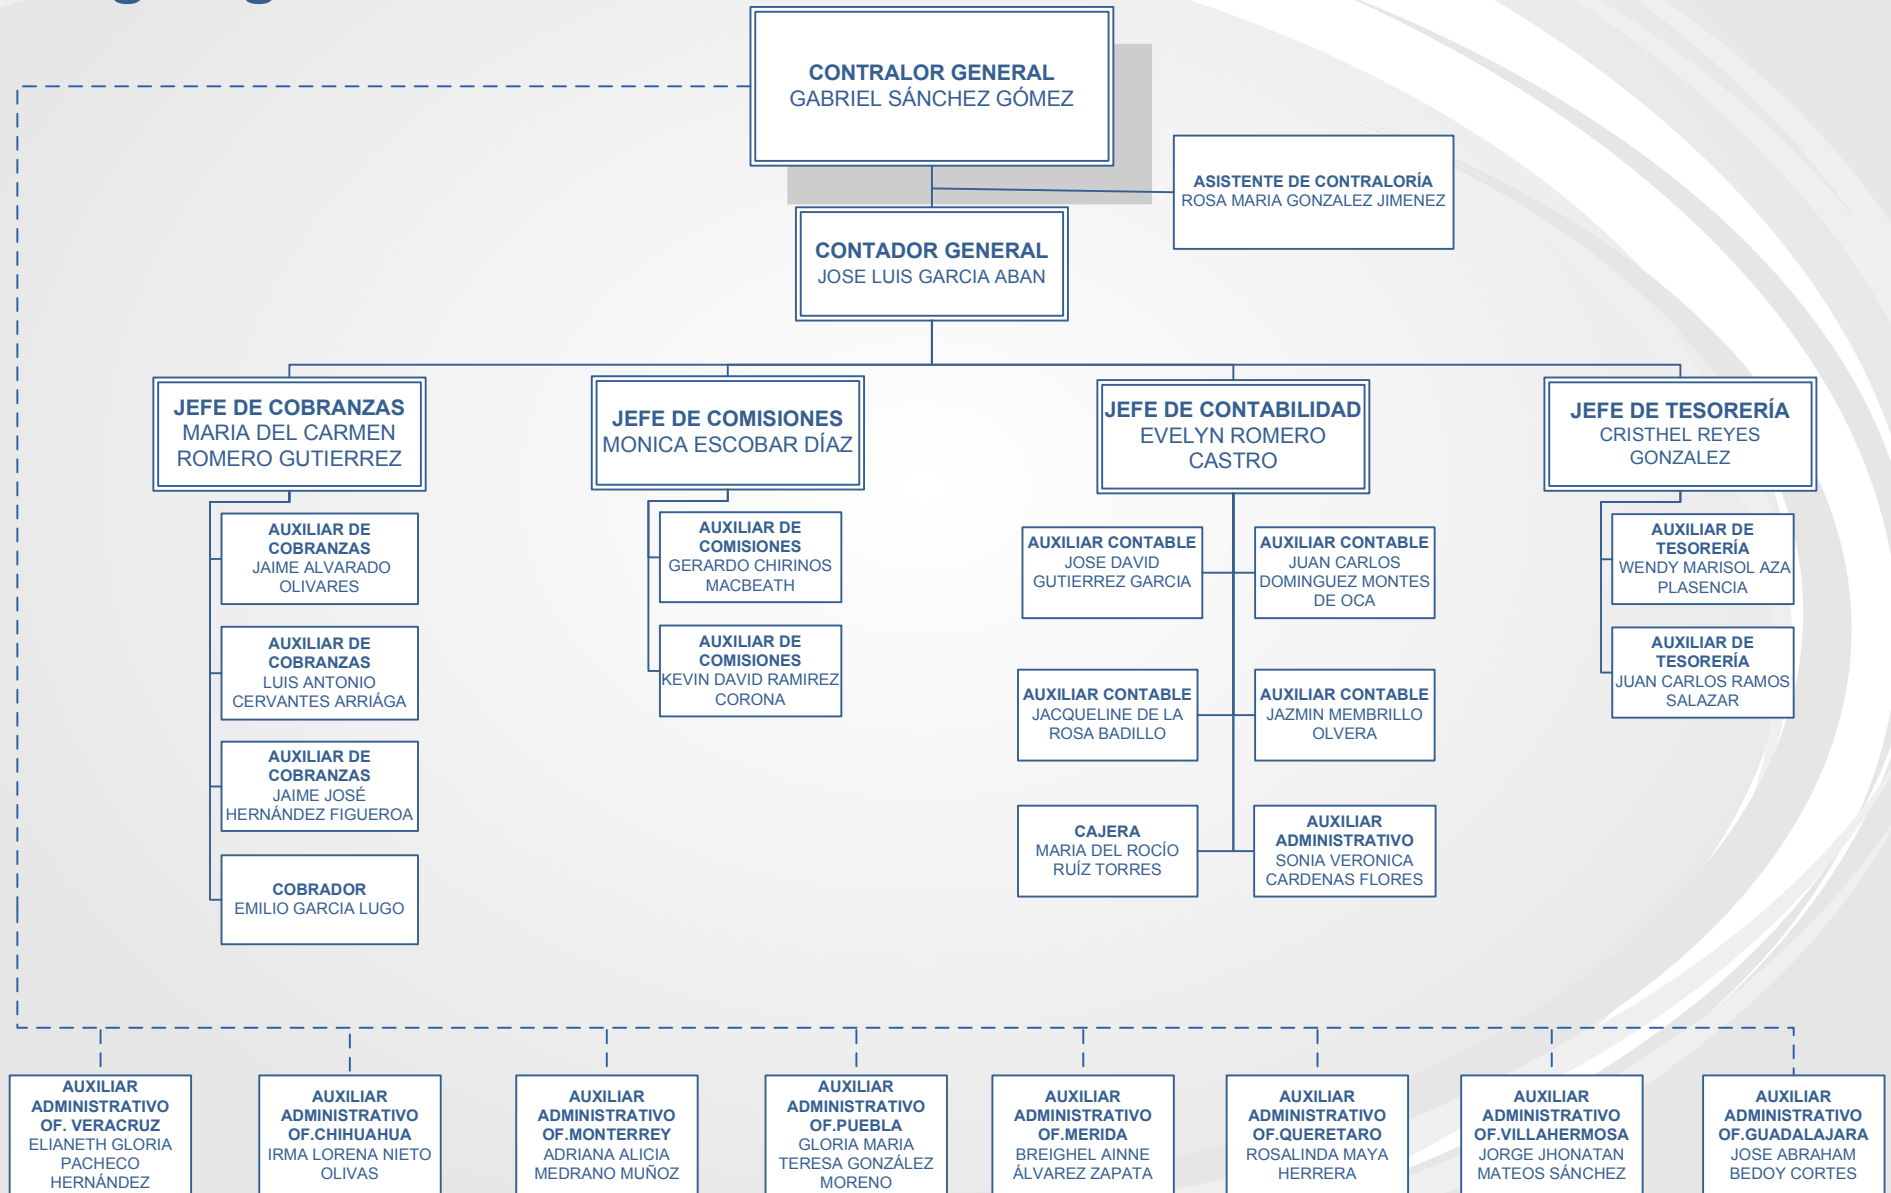 CONTRALOR GENERAL
GABRIEL SÁNCHEZ GÓMEZ
ASISTENTE DE CONTRALORÍA
ROSA MARIA GONZALEZ JIMENEZ
CONTADOR GENERAL
JOSE LUIS GARCIA ABAN
JEFE DE COBRANZAS
MARIA DEL CARMEN
ROMERO GUTIERREZ
JEFE DE COMISIONES
MONICA ESCOBAR DÍAZ
JEFE DE CONTABILIDAD
EVELYN ROMERO
CASTRO
JEFE DE TESORERÍA
CRISTHEL REYES
GONZALEZ
AUXILIAR DE
COBRANZAS
JAIME ALVARADO
OLIVARES
AUXILIAR DE
COBRANZAS
LUIS ANTONIO
CERVANTES ARRIÁGA
AUXILIAR DE
COBRANZAS
JAIME JOSÉ
HERNÁNDEZ FIGUEROA
COBRADOR
EMILIO GARCIA LUGO
AUXILIAR DE
COMISIONES
GERARDO CHIRINOS
MACBEATH
AUXILIAR DE
COMISIONES
KEVIN DAVID RAMIREZ
CORONA
AUXILIAR CONTABLE
JOSE DAVID
GUTIERREZ GARCIA
AUXILIAR CONTABLE
JUAN CARLOS
DOMINGUEZ MONTES
DE OCA
AUXILIAR CONTABLE
JACQUELINE DE LA
ROSA BADILLO
AUXILIAR CONTABLE
JAZMIN MEMBRILLO
OLVERA
CAJERA
MARIA DEL ROCÍO
RUÍZ TORRES
AUXILIAR
ADMINISTRATIVO
SONIA VERONICA
CARDENAS FLORES
AUXILIAR DE
TESORERÍA
WENDY MARISOL AZA
PLASENCIA
AUXILIAR DE
TESORERÍA
JUAN CARLOS RAMOS
SALAZAR
AUXILIAR
ADMINISTRATIVO
OF. VERACRUZ
ELIANETH GLORIA
PACHECO
HERNÁNDEZ
AUXILIAR
ADMINISTRATIVO
OF.CHIHUAHUA
IRMA LORENA NIETO
OLIVAS
AUXILIAR
ADMINISTRATIVO
OF.MONTERREY
ADRIANA ALICIA
MEDRANO MUÑOZ
AUXILIAR
ADMINISTRATIVO
OF.PUEBLA
GLORIA MARIA
TERESA GONZÁLEZ
MORENO
AUXILIAR
ADMINISTRATIVO
OF.MERIDA
BREIGHEL AINNE
ÁLVAREZ ZAPATA
AUXILIAR
ADMINISTRATIVO
OF.QUERETARO
ROSALINDA MAYA
HERRERA
AUXILIAR
ADMINISTRATIVO
OF.VILLAHERMOSA
JORGE JHONATAN
MATEOS SÁNCHEZ
AUXILIAR
ADMINISTRATIVO
OF.GUADALAJARA
JOSE ABRAHAM
BEDOY CORTES